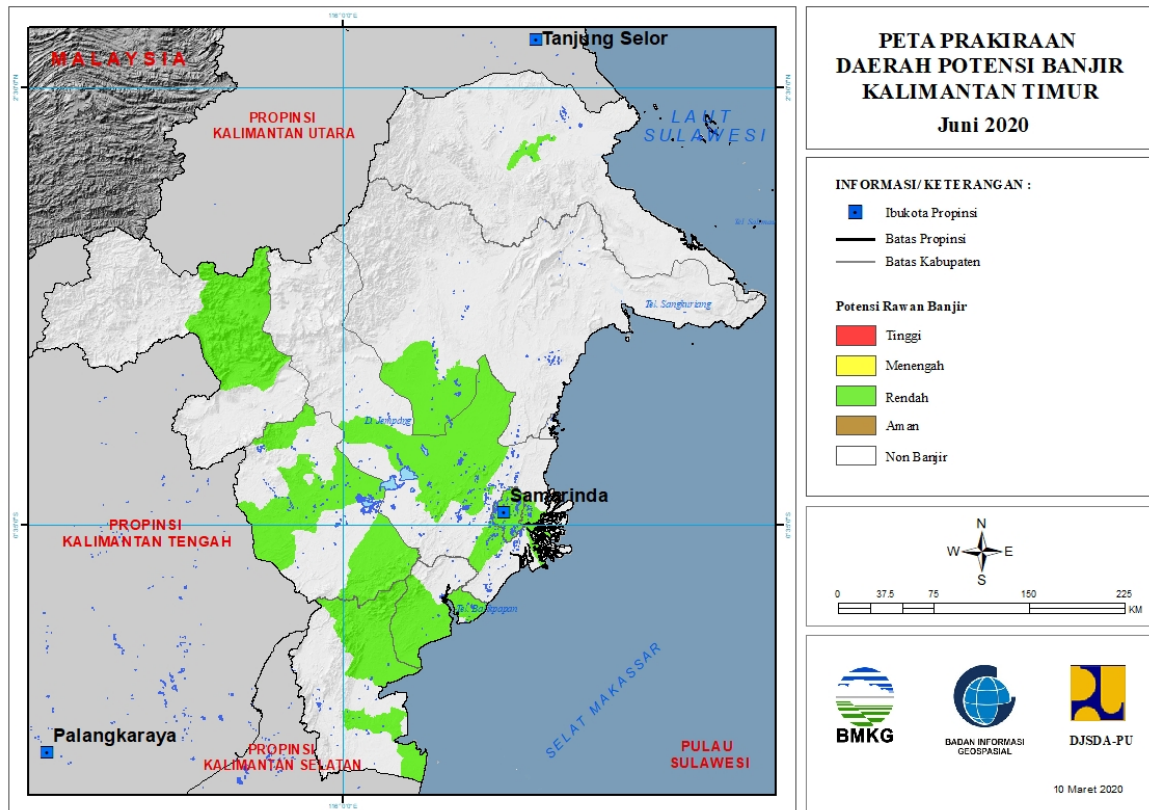 Tanjung Selor
MALAYSIA
PROPINSI
KALIMANTAN UTARA
LAUT
SULAWESI
Tel. Sangkuriang
D. Jempang
Samarinda
PROPINSI
KALIMANTAN TENGAH
Tel. Balikpapan
SELAT MAKASSAR
Palangkaraya
PROPINSI
KALIMANTAN SELATAN
PULAU
SULAWESI
PETA PRAKIRAAN
DAERAH POTENSI BANJIR
KALIMANTAN TIMUR
Juni 2020
INFORMASI/ KETERANGAN :
Ibukota Propinsi
Batas Propinsi
Batas Kabupaten
Potensi Rawan Banjir
Tinggi
Menengah
Rendah
Aman
Non Banjir
N
W E
S
0 37.5 75 150 225
KM
BMKG
BADAN INFORMASI
GEOSPASIAL
DJSDA-PU
10 Maret 2020